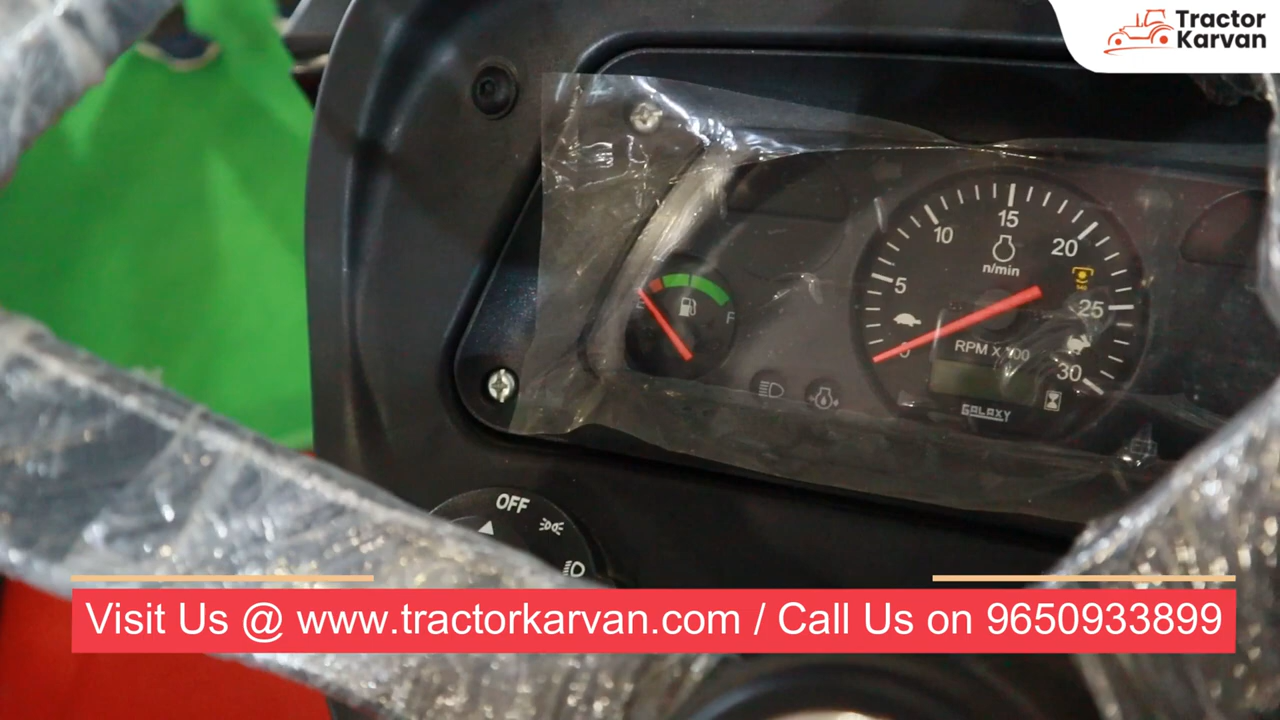 Tractor
Karvan
15
10
20
n/min
5
25
E
F
0
RPM X 100
30
GALAXY
OFF
Visit Us @ www.tractorkarvan.com / Call Us on 9650933899